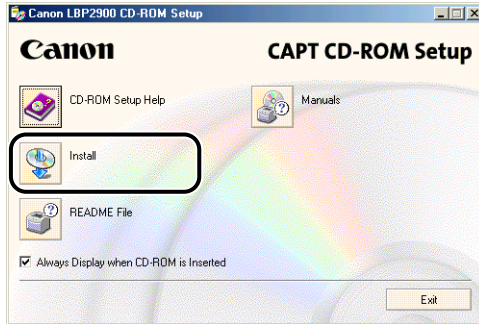 Canon LBP2900 CD-ROM Setup
Canon
CAPT CD-ROM Setup
CD-ROM Setup Help
Manuals
Install
README File
Always Display when CD-ROM is Inserted
Exit